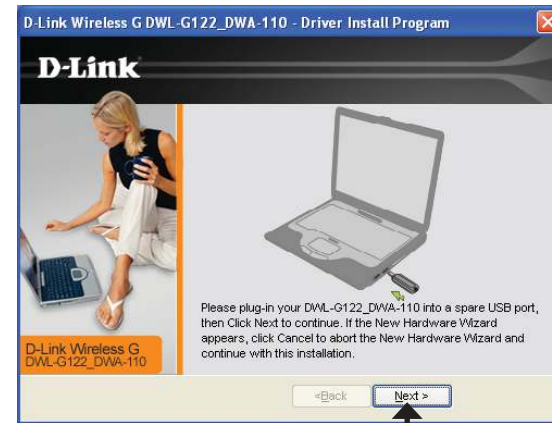 D-Link Wireless G DWL-G122_DWA-110 - Driver Install Program
D-Link
Please plug-in your DWL-G122_DWA-110 into a spare USB port,
then Click Next to continue. If the New Hardware Wizard
appears, click Cancel to abort the New Hardware Wizard and
continue with this installation.
D-Link Wireless G
DWL-G122_DWA-110
<Back
Next >